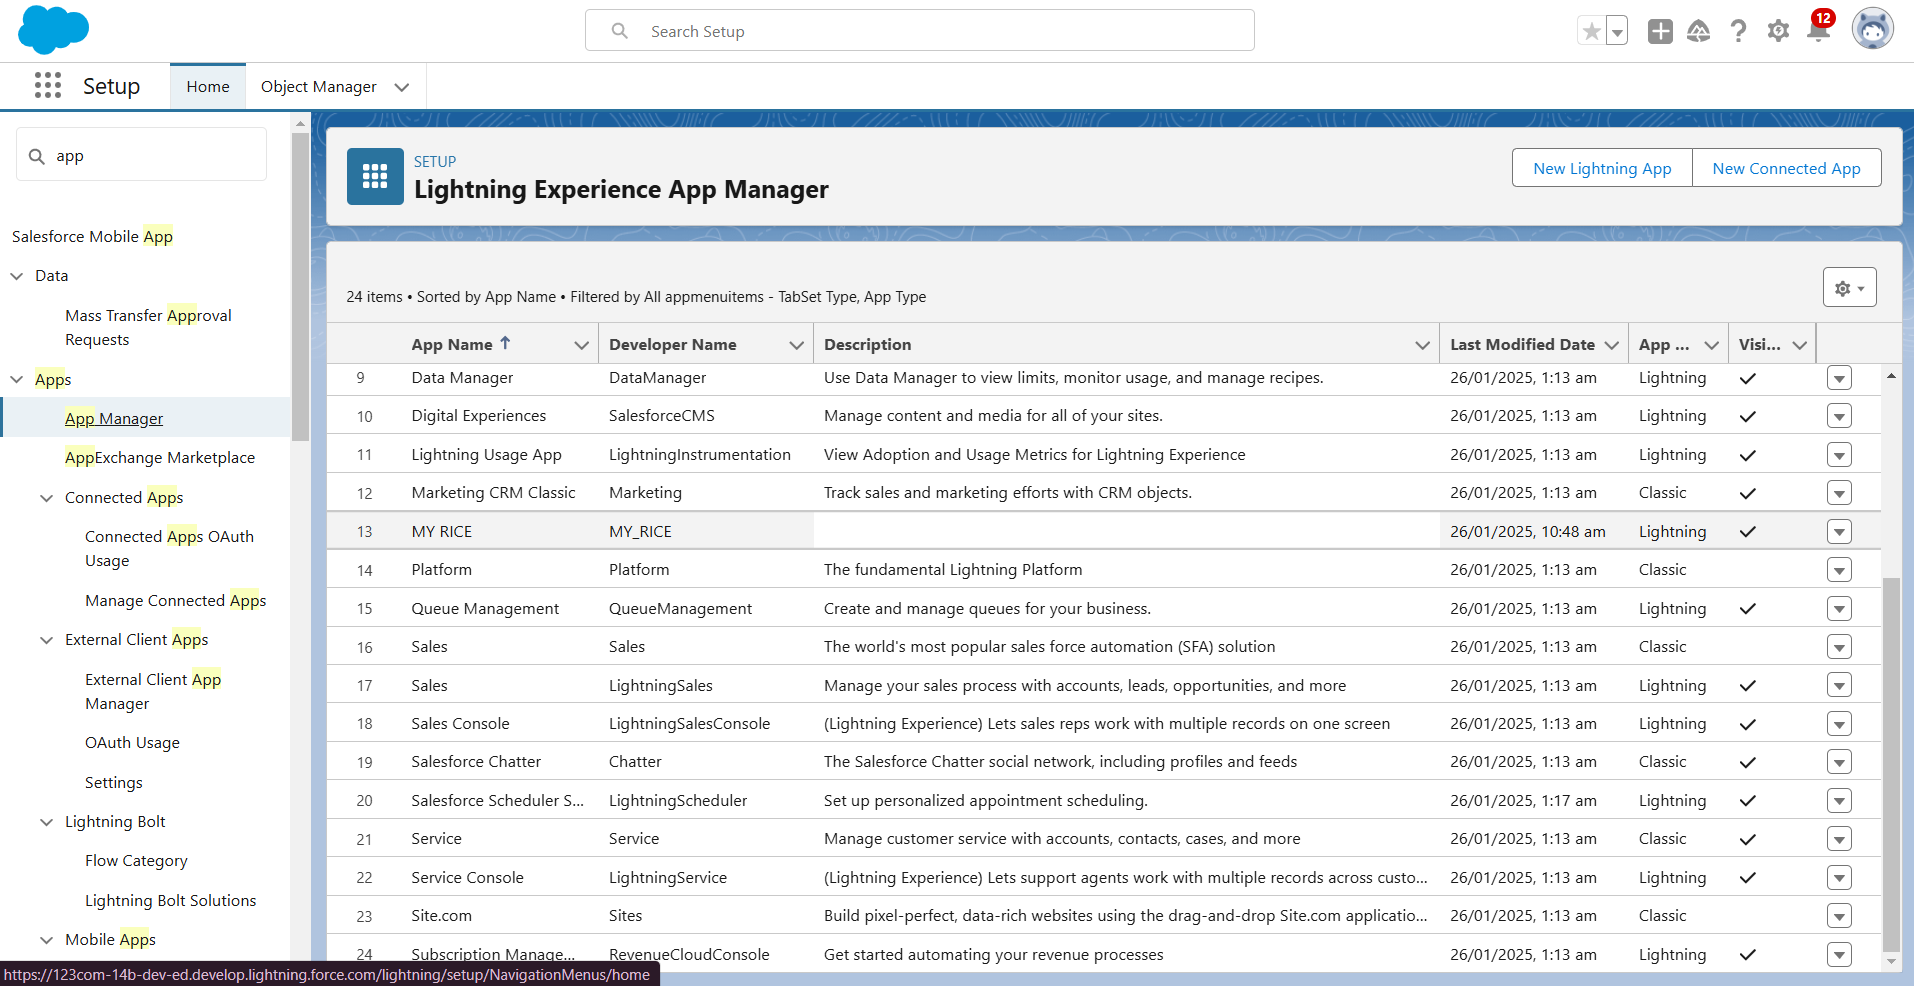 Search Setup
12
Setup
Home
Object Manager
app
Salesforce Mobile App
Data
Mass Transfer Approval
Requests
Apps
App Manager
AppExchange Marketplace
Connected Apps
Connected Apps OAuth
Usage
Manage Connected Apps
External Client Apps
External Client App
Manager
OAuth Usage
Settings
Lightning Bolt
Flow Category
Lightning Bolt Solutions
Mobile Apps
https://123com-14b-dev-ed.develop.lightning.force.com/lightning/setup/NavigationMenus/home
SETUP
Lightning Experience App Manager
New Lightning App
New Connected App
24 items • Sorted by App Name • Filtered by All appmenuitems - TabSet Type, App Type
App Name Developer Name Description Last Modified Date App ... Visi...
9 Data Manager DataManager Use Data Manager to view limits, monitor usage, and manage recipes. 26/01/2025, 1:13 am Lightning
10 Digital Experiences SalesforceCMS Manage content and media for all of your sites. 26/01/2025, 1:13 am Lightning
11 Lightning Usage App LightningInstrumentation View Adoption and Usage Metrics for Lightning Experience 26/01/2025, 1:13 am Lightning
12 Marketing CRM Classic Marketing Track sales and marketing efforts with CRM objects. 26/01/2025, 1:13 am Classic
13 MY RICE MY_RICE 26/01/2025, 10:48 am Lightning
14 Platform Platform The fundamental Lightning Platform 26/01/2025, 1:13 am Classic
15 Queue Management QueueManagement Create and manage queues for your business. 26/01/2025, 1:13 am Lightning
16 Sales Sales The world's most popular sales force automation (SFA) solution 26/01/2025, 1:13 am Classic
17 Sales LightningSales Manage your sales process with accounts, leads, opportunities, and more 26/01/2025, 1:13 am Lightning
18 Sales Console LightningSalesConsole (Lightning Experience) Lets sales reps work with multiple records on one screen 26/01/2025, 1:13 am Lightning
19 Salesforce Chatter Chatter The Salesforce Chatter social network, including profiles and feeds 26/01/2025, 1:13 am Classic
20 Salesforce Scheduler S... LightningScheduler Set up personalized appointment scheduling. 26/01/2025, 1:17 am Lightning
21 Service Service Manage customer service with accounts, contacts, cases, and more 26/01/2025, 1:13 am Classic
22 Service Console LightningService (Lightning Experience) Lets support agents work with multiple records across custo... 26/01/2025, 1:13 am Lightning
23 Site.com Sites Build pixel-perfect, data-rich websites using the drag-and-drop Site.com applicatio... 26/01/2025, 1:13 am Classic
24 Subscription Manage... RevenueCloudConsole Get started automating your revenue processes 26/01/2025, 1:13 am Lightning